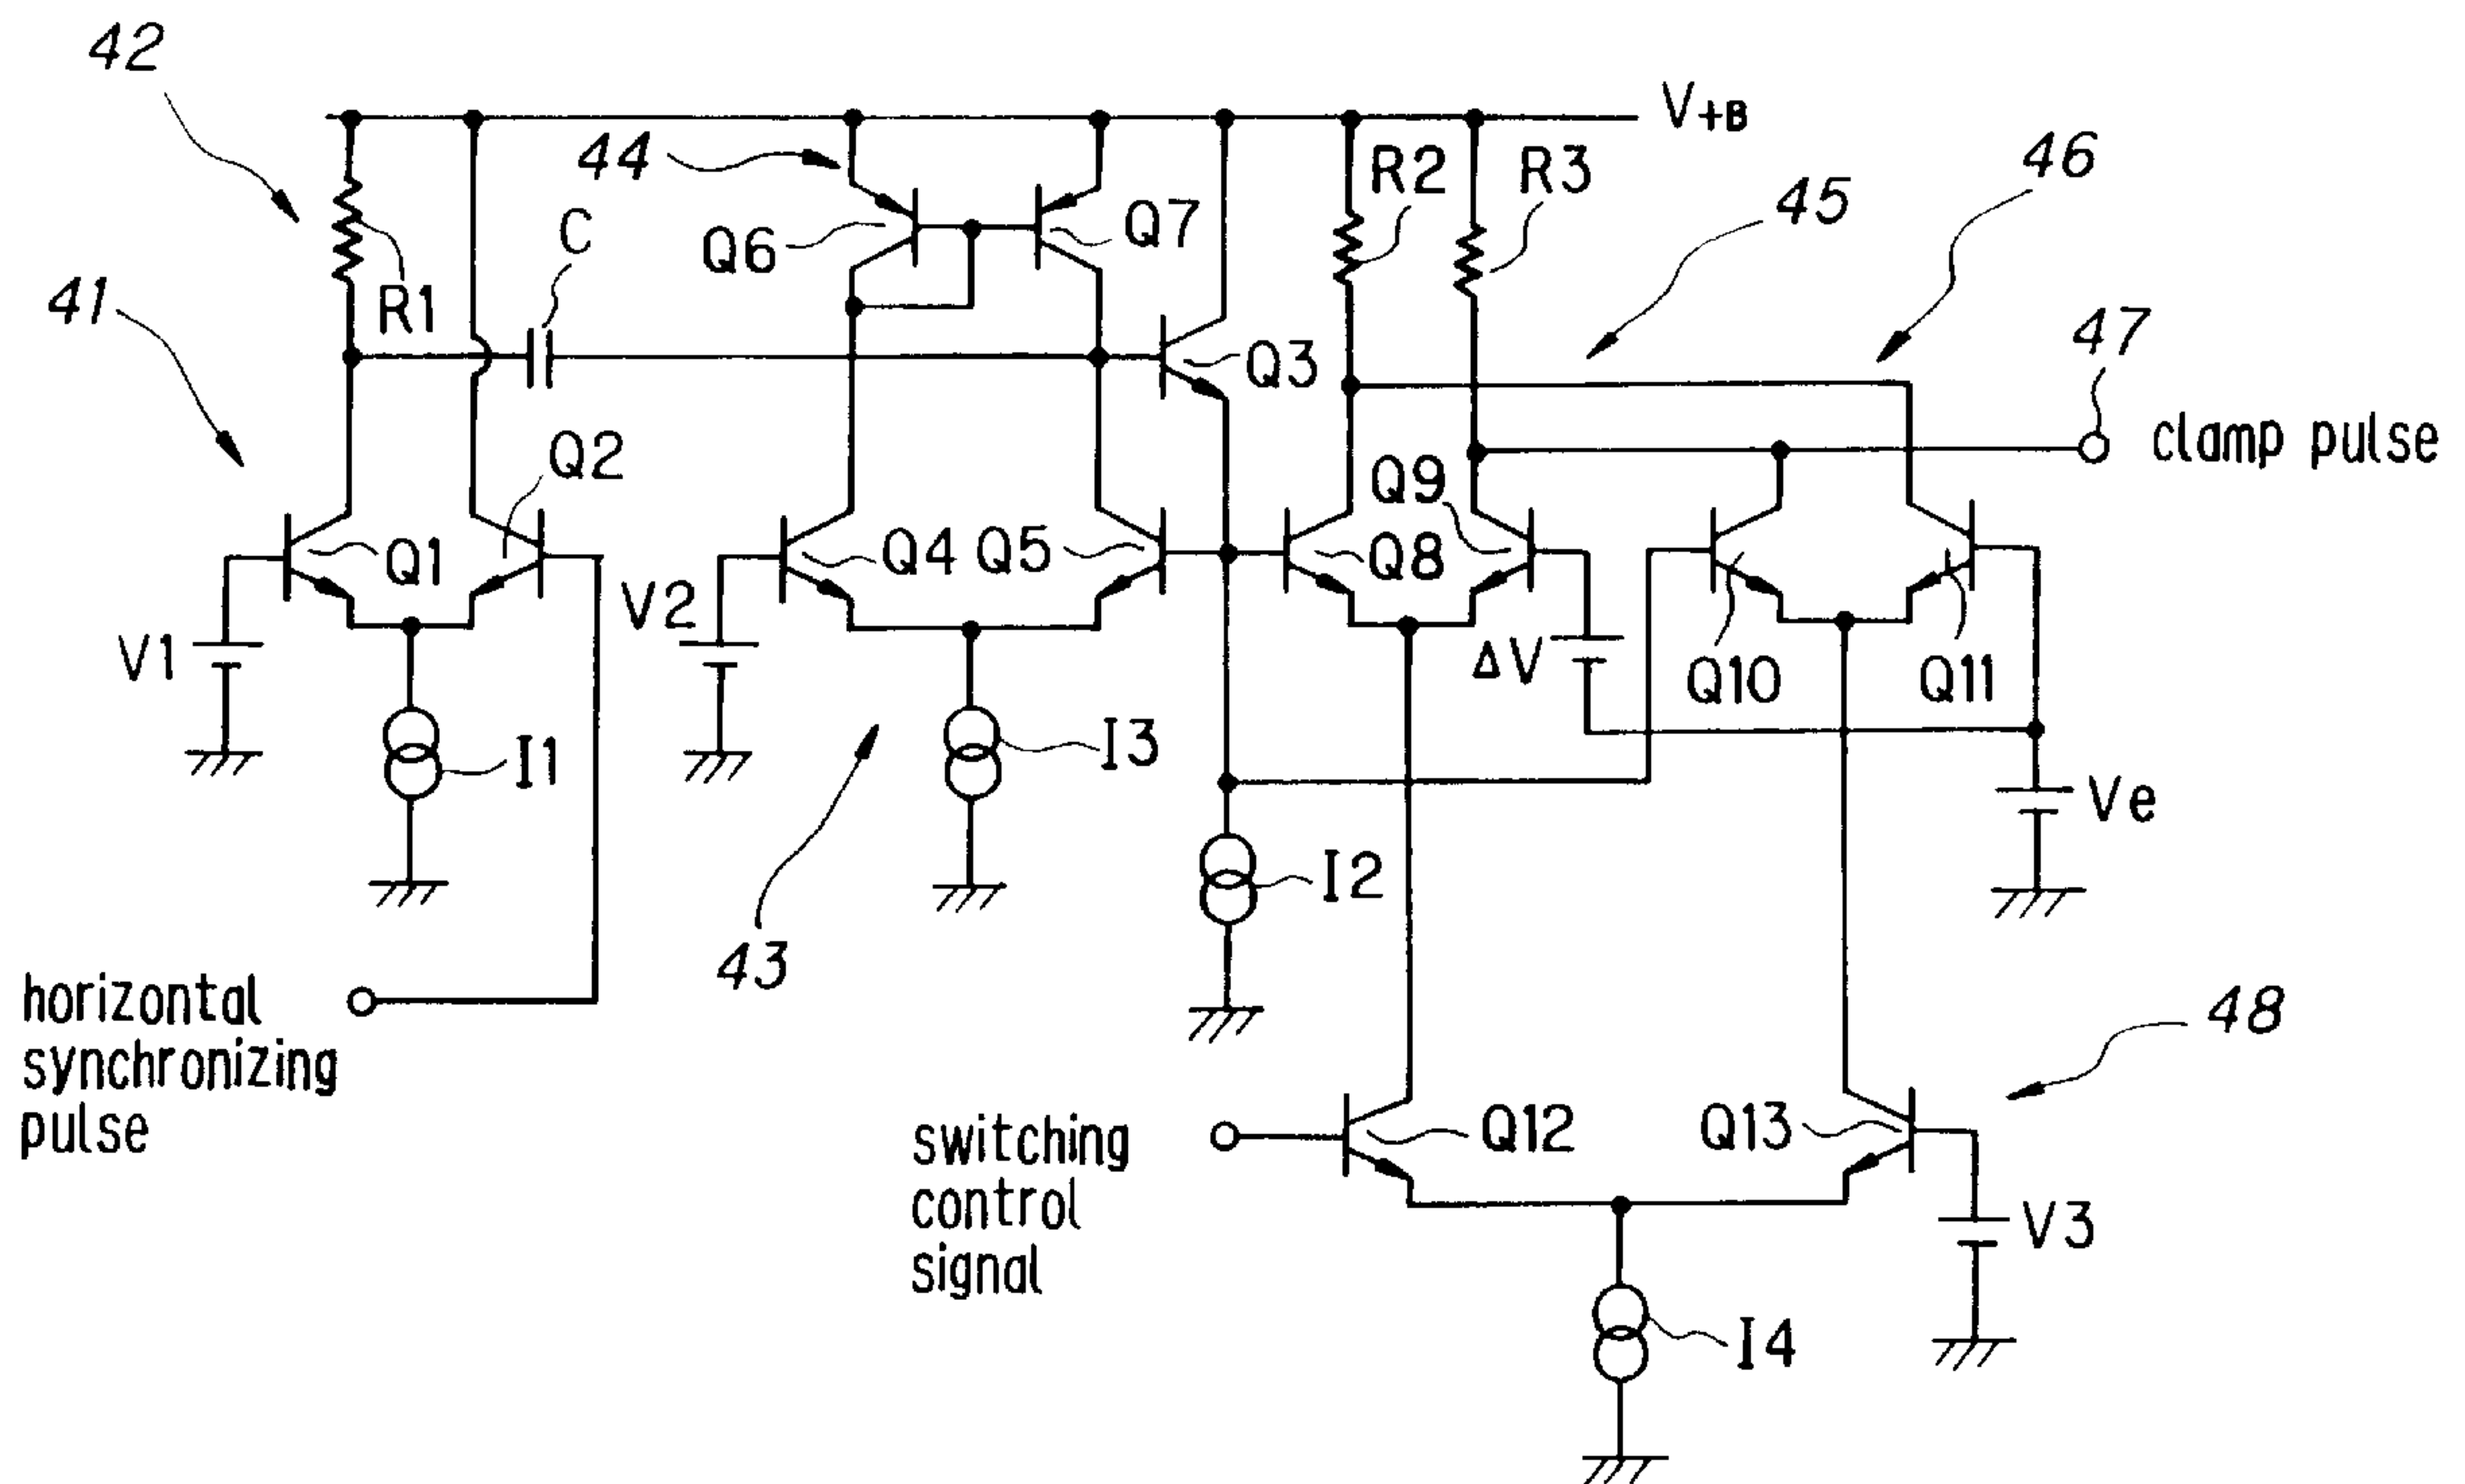 42
V+B
44
R2
R3
46
45
C
Q6
Q7
41
R1
47
Q3
clamp pulse
Q2
Q9
Q1
Q4
Q5
Q8
V2
V1
ΔV
Q10
Q11
I1
I3
Ve
I2
43
horizontal
synchronizing
pulse
48
switching
control
signal
Q12
Q13
V3
I4